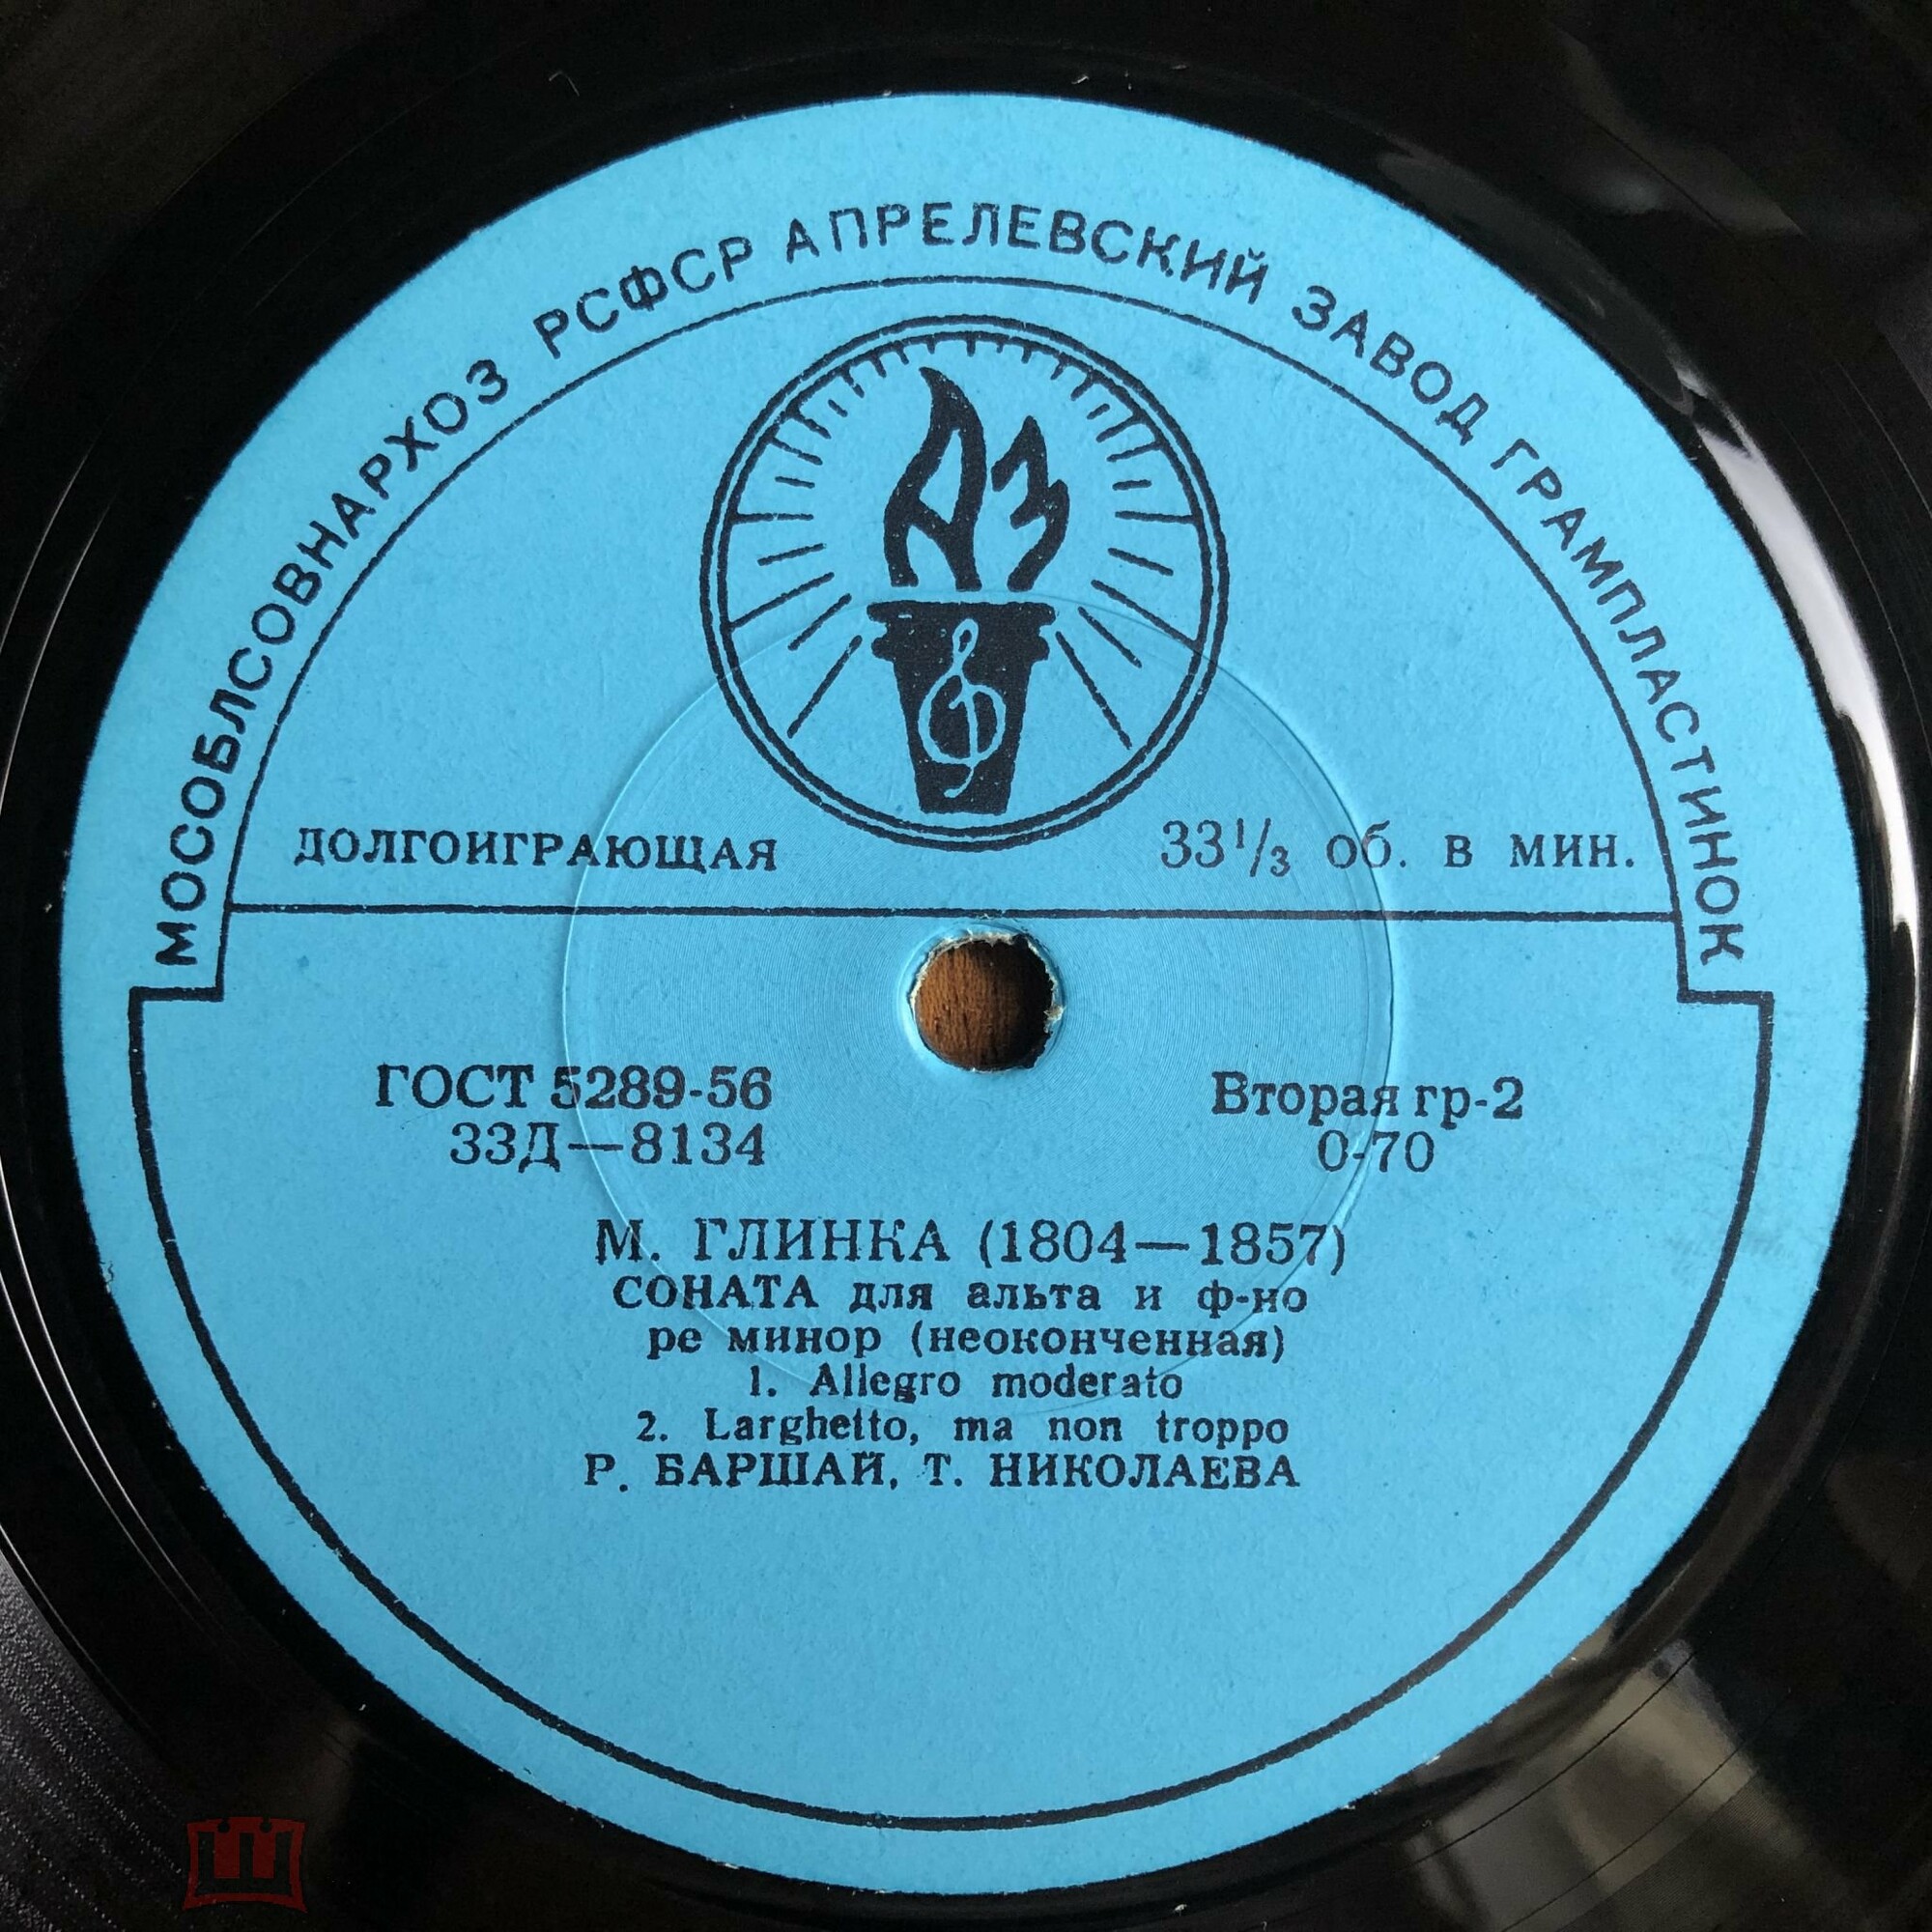 МОСОБЛСОВНАРХОЗ РСФСР АПРЕЛЕВСКИЙ ЗАВОД ГРАМПЛАСТИНОК
АЗ
ДОЛГОИГРАЮЩАЯ
33 1/3 об. в мин.
ГОСТ 5289-56
33Д—8134
Вторая гр-2
0-70
М. ГЛИНКА (1804—1857)
СОНАТА для альта и ф-но
ре минор (неоконченная)
1. Allegro moderato
2. Larghetto, ma non troppo
Р. БАРШАЙ, Т. НИКОЛАЕВА
Ш